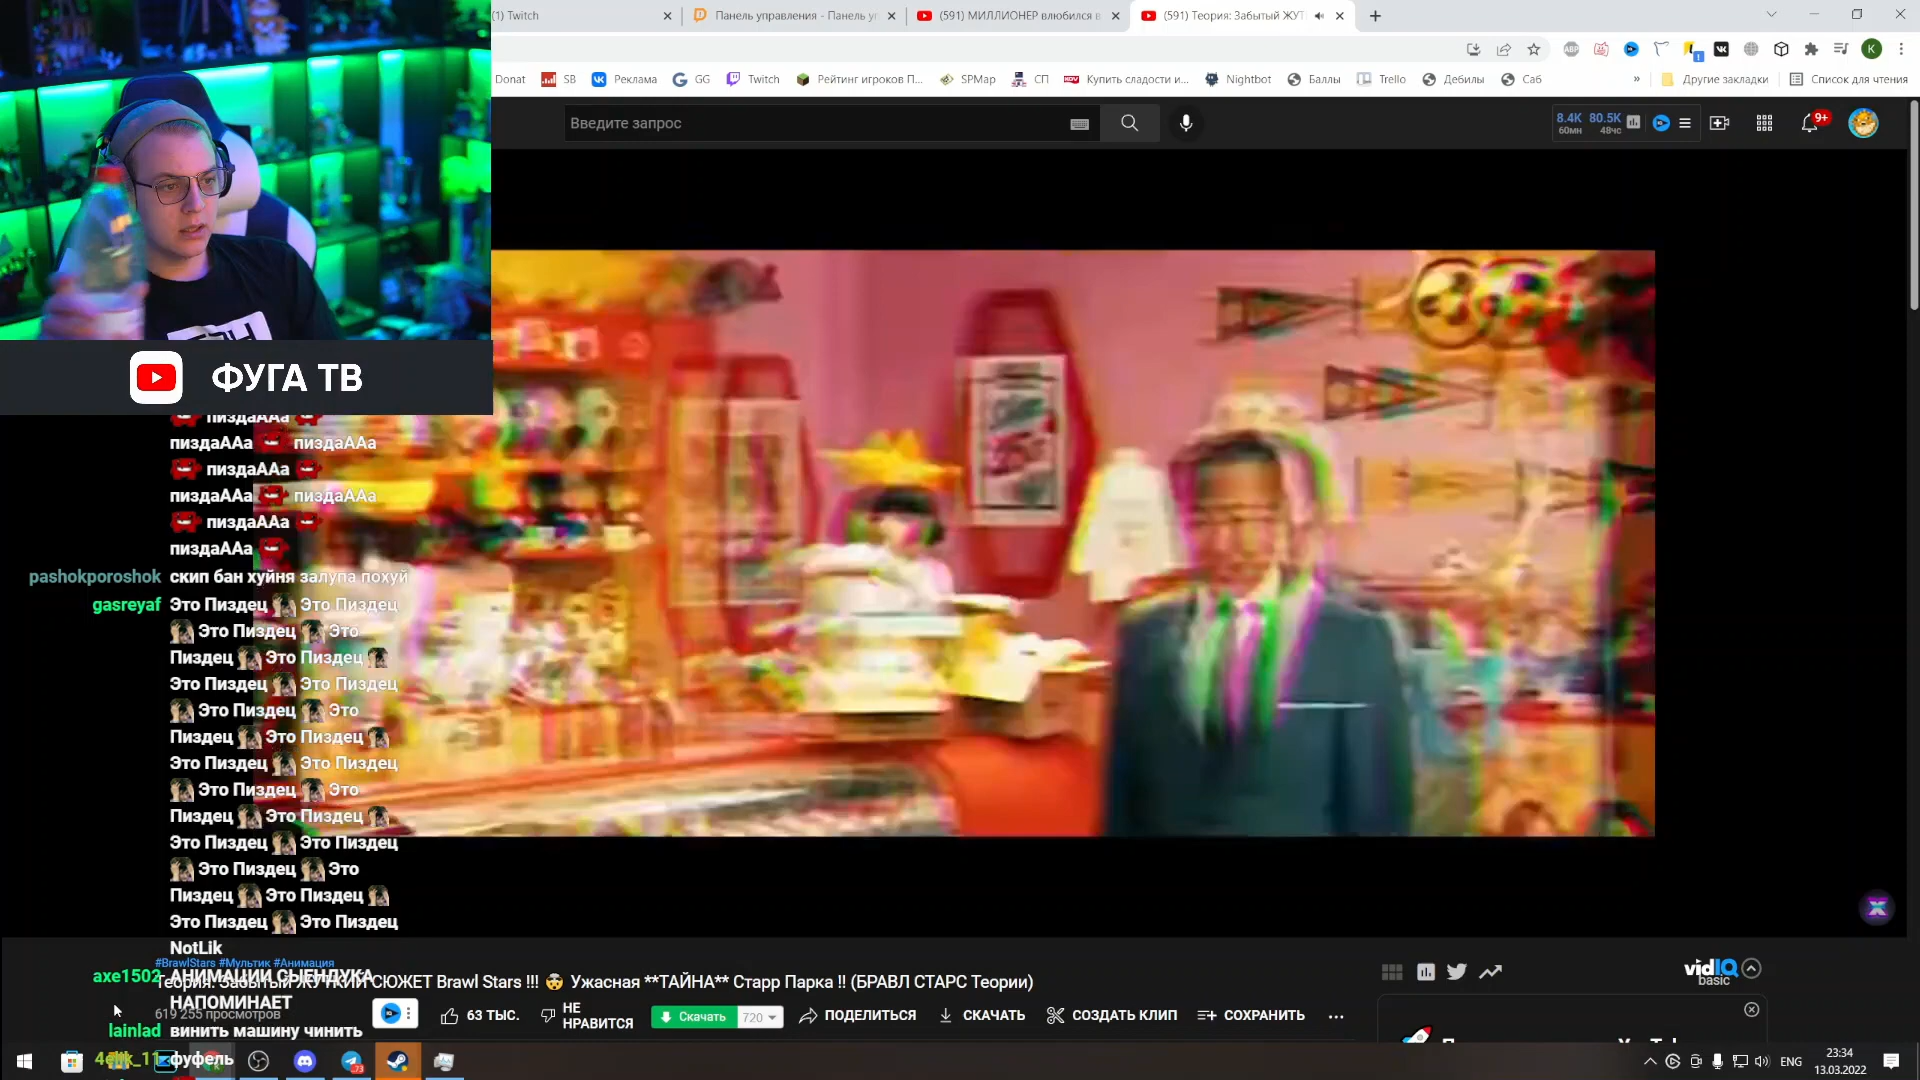 (1) Twitch
Панель управления - Панель у
(591) МИЛЛИОНЕР влюбился в
(591) Теория: Забытый ЖУТ
Donat
SB
Реклама
GG
Twitch
Рейтинг игроков П...
SPMap
СП
Купить сладости и...
Nightbot
Баллы
Trello
Дебилы
Саб
»
Другие закладки
Список для чтения
Введите запрос
8.4K 80.5K
60мн 48чс
9+
ФУГА ТВ
пиздаААа
пиздаААа пиздаААа
пиздаААа
пиздаААа пиздаААа
пиздаААа
пиздаААа
pashokporoshok скип бан хуйня залупа похуй
gasreyaf Это Пиздец Это Пиздец
Это Пиздец Это
Пиздец Это Пиздец
Это Пиздец Это Пиздец
Это Пиздец Это
Пиздец Это Пиздец
Это Пиздец Это Пиздец
Это Пиздец Это
Пиздец Это Пиздец
Это Пиздец Это Пиздец
Это Пиздец Это
Пиздец Это Пиздец
Это Пиздец Это Пиздец
NotLik
#BrawlStars #Мультик #Анимация
axe1502 АНИМАЦИИ СЫЕНДУКА
Теория: Забытый ЖУТКИЙ СЮЖЕТ Brawl Stars !!! Ужасная **ТАЙНА** Старр Парка !! (БРАВЛ СТАРС Теории)
НАПОМИНАЕТ
619 255 просмотров
lainlad винить машину чинить
63 ТЫС.
НЕ НРАВИТСЯ
Скачать 720
ПОДЕЛИТЬСЯ
СКАЧАТЬ
СОЗДАТЬ КЛИП
СОХРАНИТЬ
vidIQ
basic
4elik_11 фуфель
ENG
23:34
13.03.2022